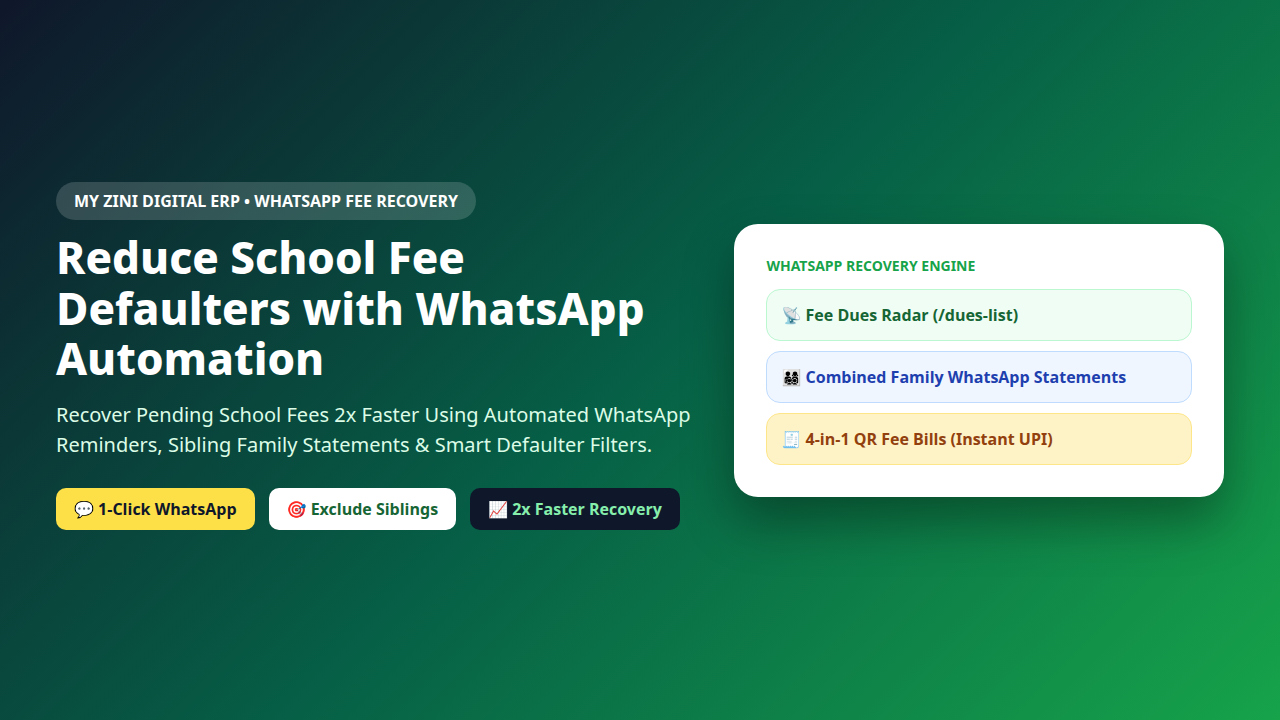 MY ZINI DIGITAL ERP • WHATSAPP FEE RECOVERY
Reduce School Fee
Defaulters with WhatsApp
Automation
Recover Pending School Fees 2x Faster Using Automated WhatsApp
Reminders, Sibling Family Statements & Smart Defaulter Filters.
💬 1-Click WhatsApp
🎯 Exclude Siblings
📈 2x Faster Recovery
WHATSAPP RECOVERY ENGINE
📡 Fee Dues Radar (/dues-list)
👨‍👩‍👧‍👦 Combined Family WhatsApp Statements
🧾 4-in-1 QR Fee Bills (Instant UPI)